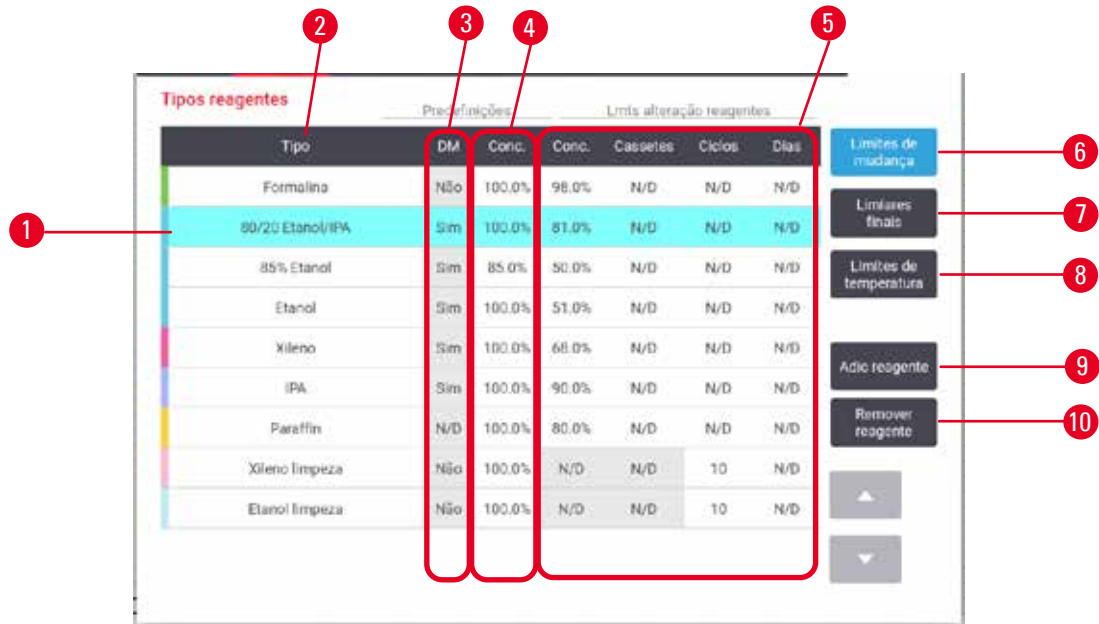 2 3 4 5
Tipos reagentes
Predefinições Lmts alteração reagentes
Tipo DM Conc. Conc. Cassetes Ciclos Dias
Formalina Não 100.0% 98.0% N/D N/D N/D
80/20 Etanol/IPA Sim 100.0% 81.0% N/D N/D N/D
85% Etanol Sim 85.0% 50.0% N/D N/D N/D
Etanol Sim 100.0% 51.0% N/D N/D N/D
Xileno Sim 100.0% 68.0% N/D N/D N/D
IPA Sim 100.0% 90.0% N/D N/D N/D
Paraffin N/D 100.0% 80.0% N/D N/D N/D
Xileno limpeza Não 100.0% N/D N/D 10 N/D
Etanol limpeza Não 100.0% N/D N/D 10 N/D
1
Limites de
mudança
6
Limiares
finais
7
Limites de
temperatura
8
Adic reagente
9
Remover
reagente
10